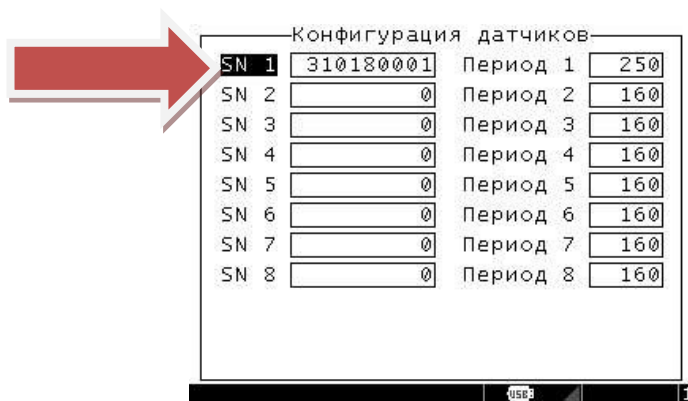 Конфигурация датчиков
SN 1 310180001 Период 1 250
SN 2 0 Период 2 160
SN 3 0 Период 3 160
SN 4 0 Период 4 160
SN 5 0 Период 5 160
SN 6 0 Период 6 160
SN 7 0 Период 7 160
SN 8 0 Период 8 160
USB